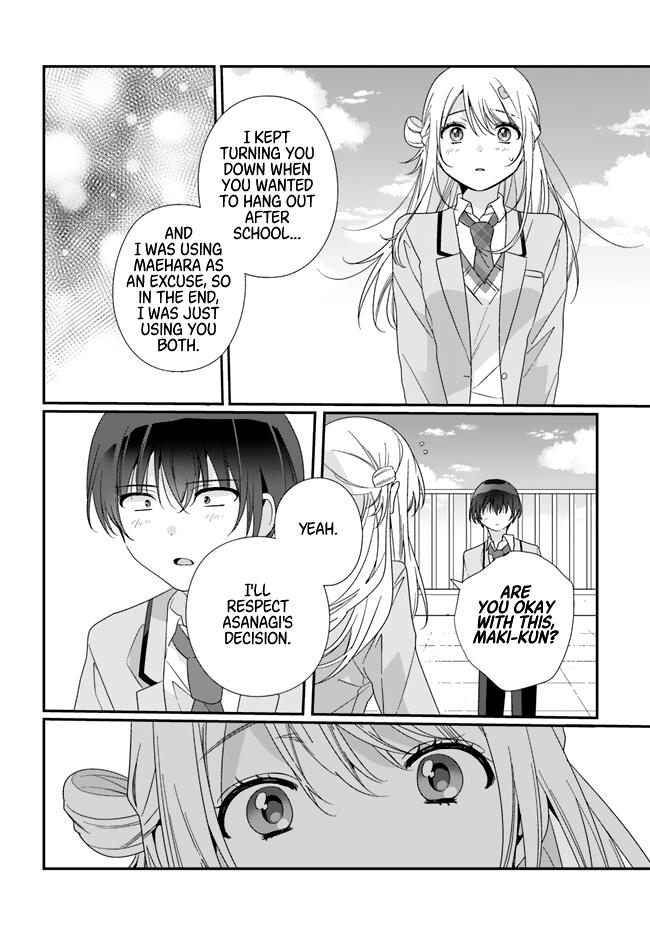 I KEPT
TURNING YOU
DOWN WHEN
YOU WANTED
TO HANG OUT
AFTER
SCHOOL...
AND
I WAS USING
MAEHARA AS
AN EXCUSE, SO
IN THE END,
I WAS JUST
USING YOU
BOTH.
ARE
YOU OKAY
WITH THIS,
MAKI-KUN?
YEAH.
I'LL
RESPECT
ASANAGI'S
DECISION.